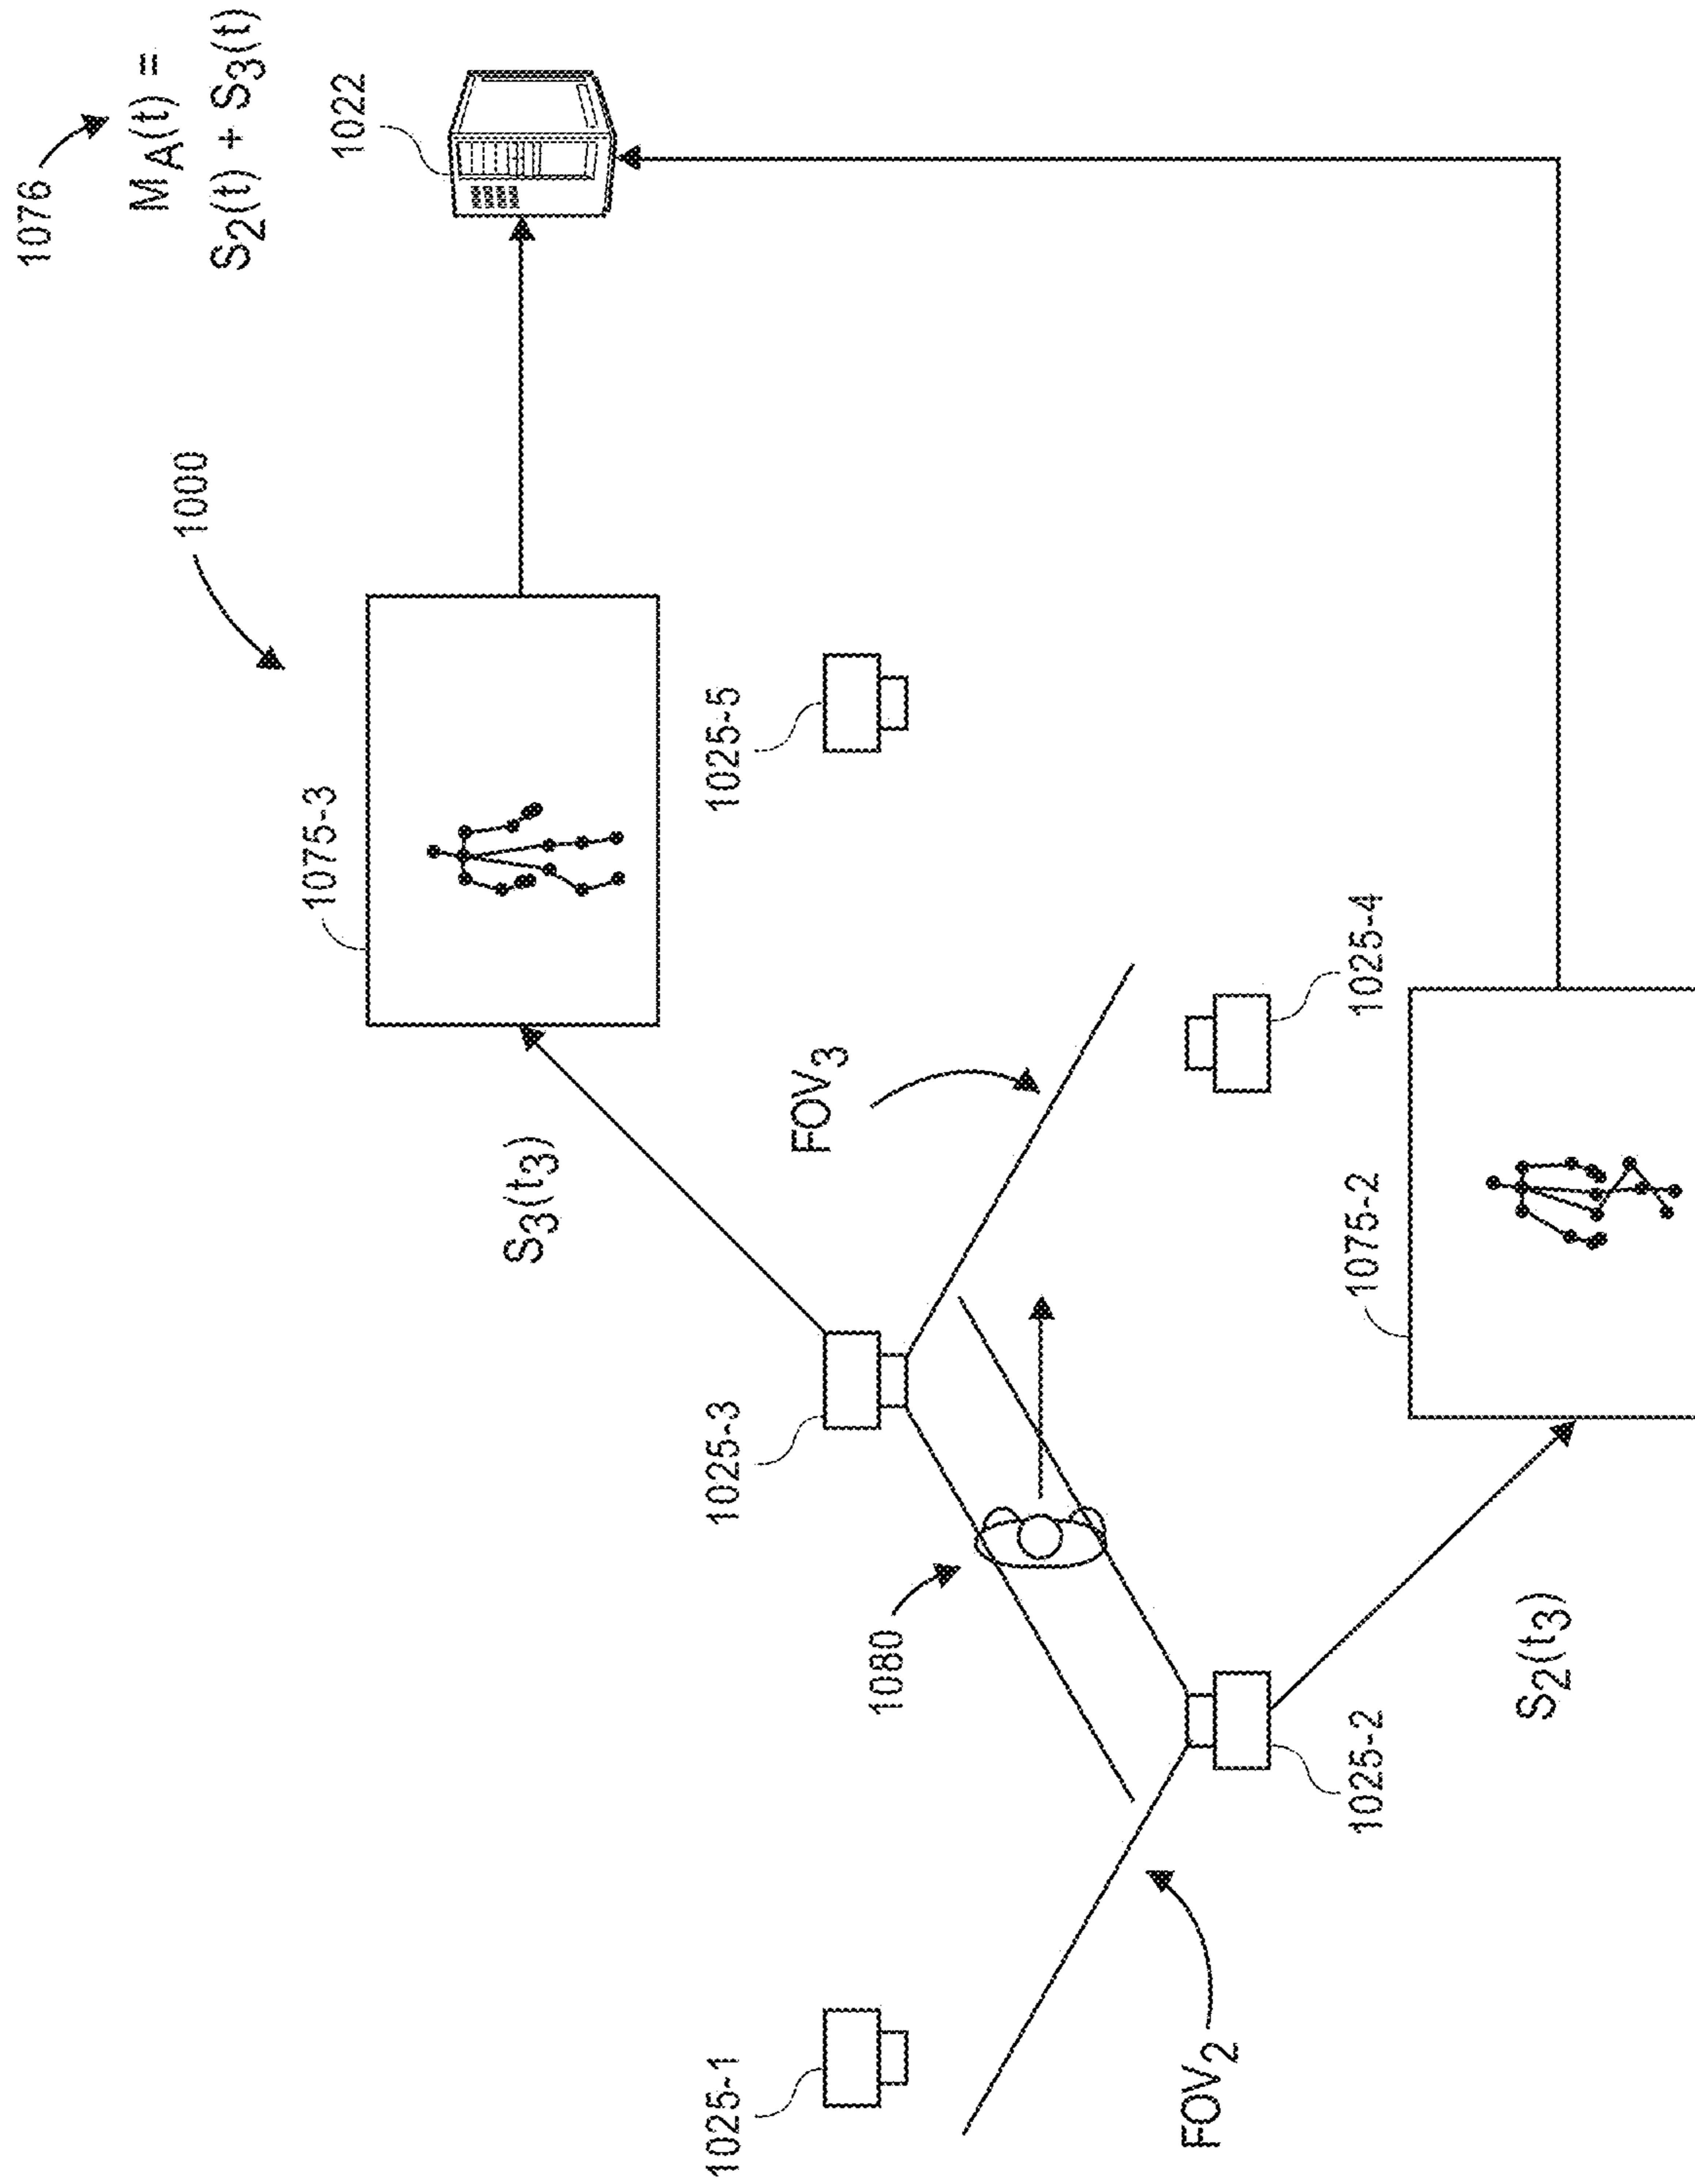 1076
M_A(t) =
S_2(t) + S_3(t)
1022
1000
1075-3
1025-5
S_3(t_3)
FOV_3
1025-3
1025-4
1080
1075-2
1025-1
1025-2
FOV_2
S_2(t_3)